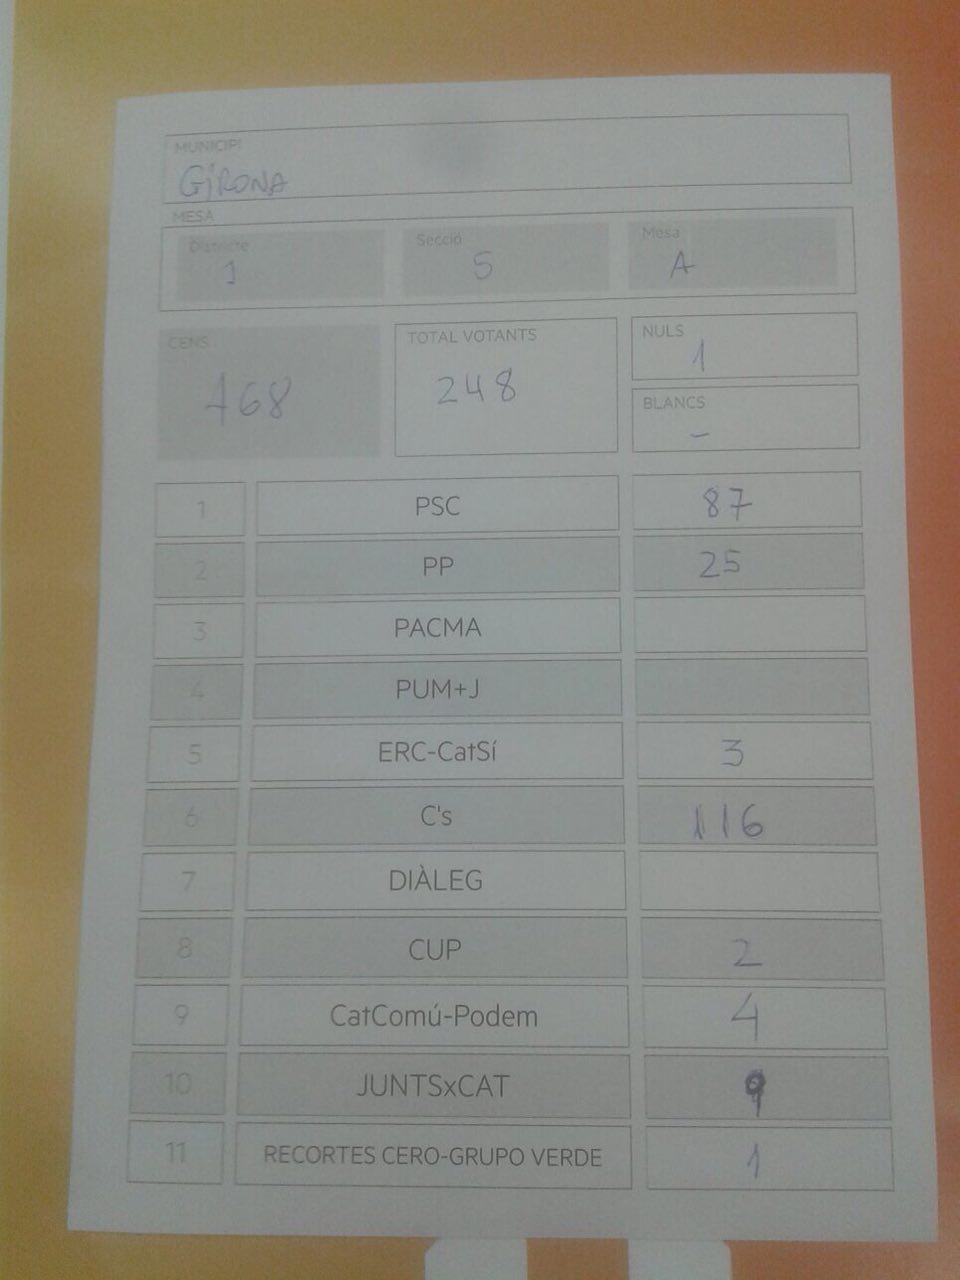 MUNICIPI
GIRONA
MESA
Districte Secció Mesa
1 5 A
CENS TOTAL VOTANTS NULS
468 248 1
BLANCS
-
1 PSC 87
2 PP 25
3 PACMA
4 PUM+J
5 ERC-CatSí 3
6 C's 116
7 DIÀLEG
8 CUP 2
9 CatComú-Podem 4
10 JUNTSxCAT 9
11 RECORTES CERO-GRUPO VERDE 1